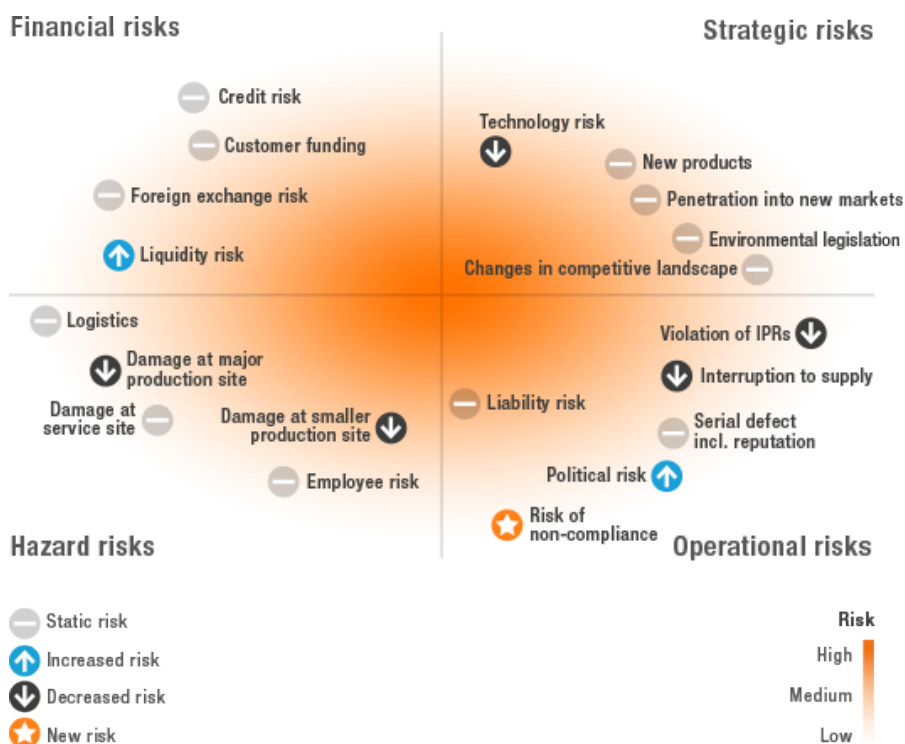 Financial risks
Strategic risks
Credit risk
Customer funding
Foreign exchange risk
Liquidity risk
Technology risk
New products
Penetration into new markets
Environmental legislation
Changes in competitive landscape
Logistics
Damage at major
production site
Damage at
service site
Damage at smaller
production site
Employee risk
Violation of IPRs
Interruption to supply
Liability risk
Serial defect
incl. reputation
Political risk
Risk of
non-compliance
Hazard risks
Operational risks
Static risk
Increased risk
Decreased risk
New risk
Risk
High
Medium
Low